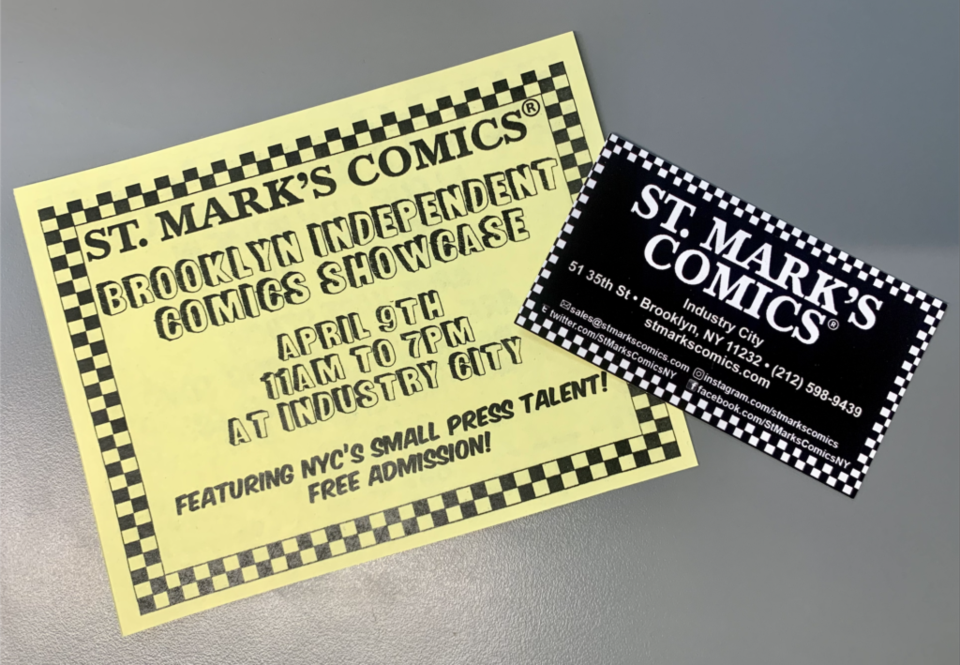 ST. MARK'S COMICS®
BROOKLYN INDEPENDENT
COMICS SHOWCASE
APRIL 9TH
11AM TO 7PM
AT INDUSTRY CITY
FEATURING NYC'S SMALL PRESS TALENT!
FREE ADMISSION!
ST. MARK'S
COMICS®
Industry City
51 35th St • Brooklyn, NY 11232 • (212) 598-9439
stmarkscomics.com
sales@stmarkscomics.com instagram.com/stmarkscomics
twitter.com/StMarksComicsNY facebook.com/StMarksComicsNY